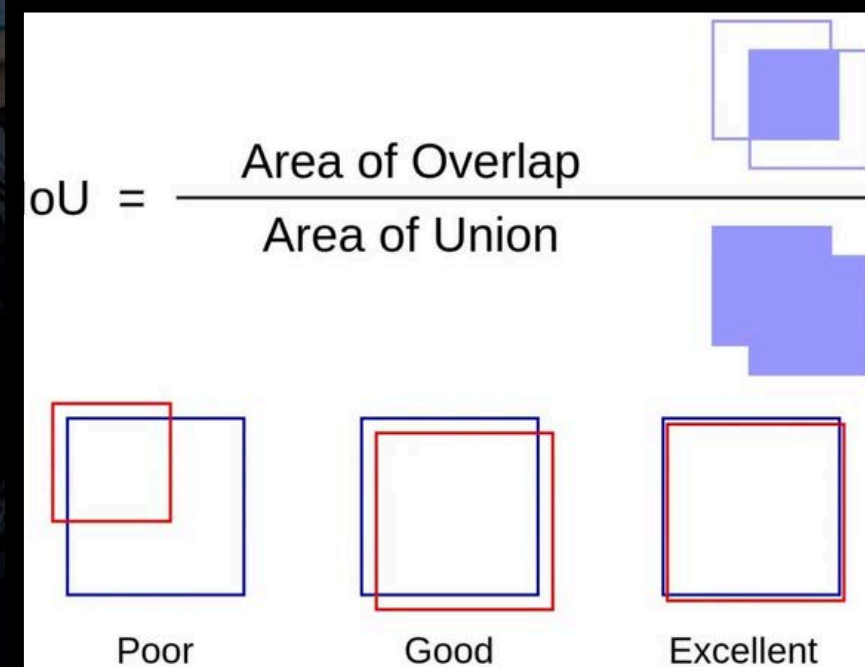 Area of Overlap
IoU =
Area of Union
Poor Good Excellent